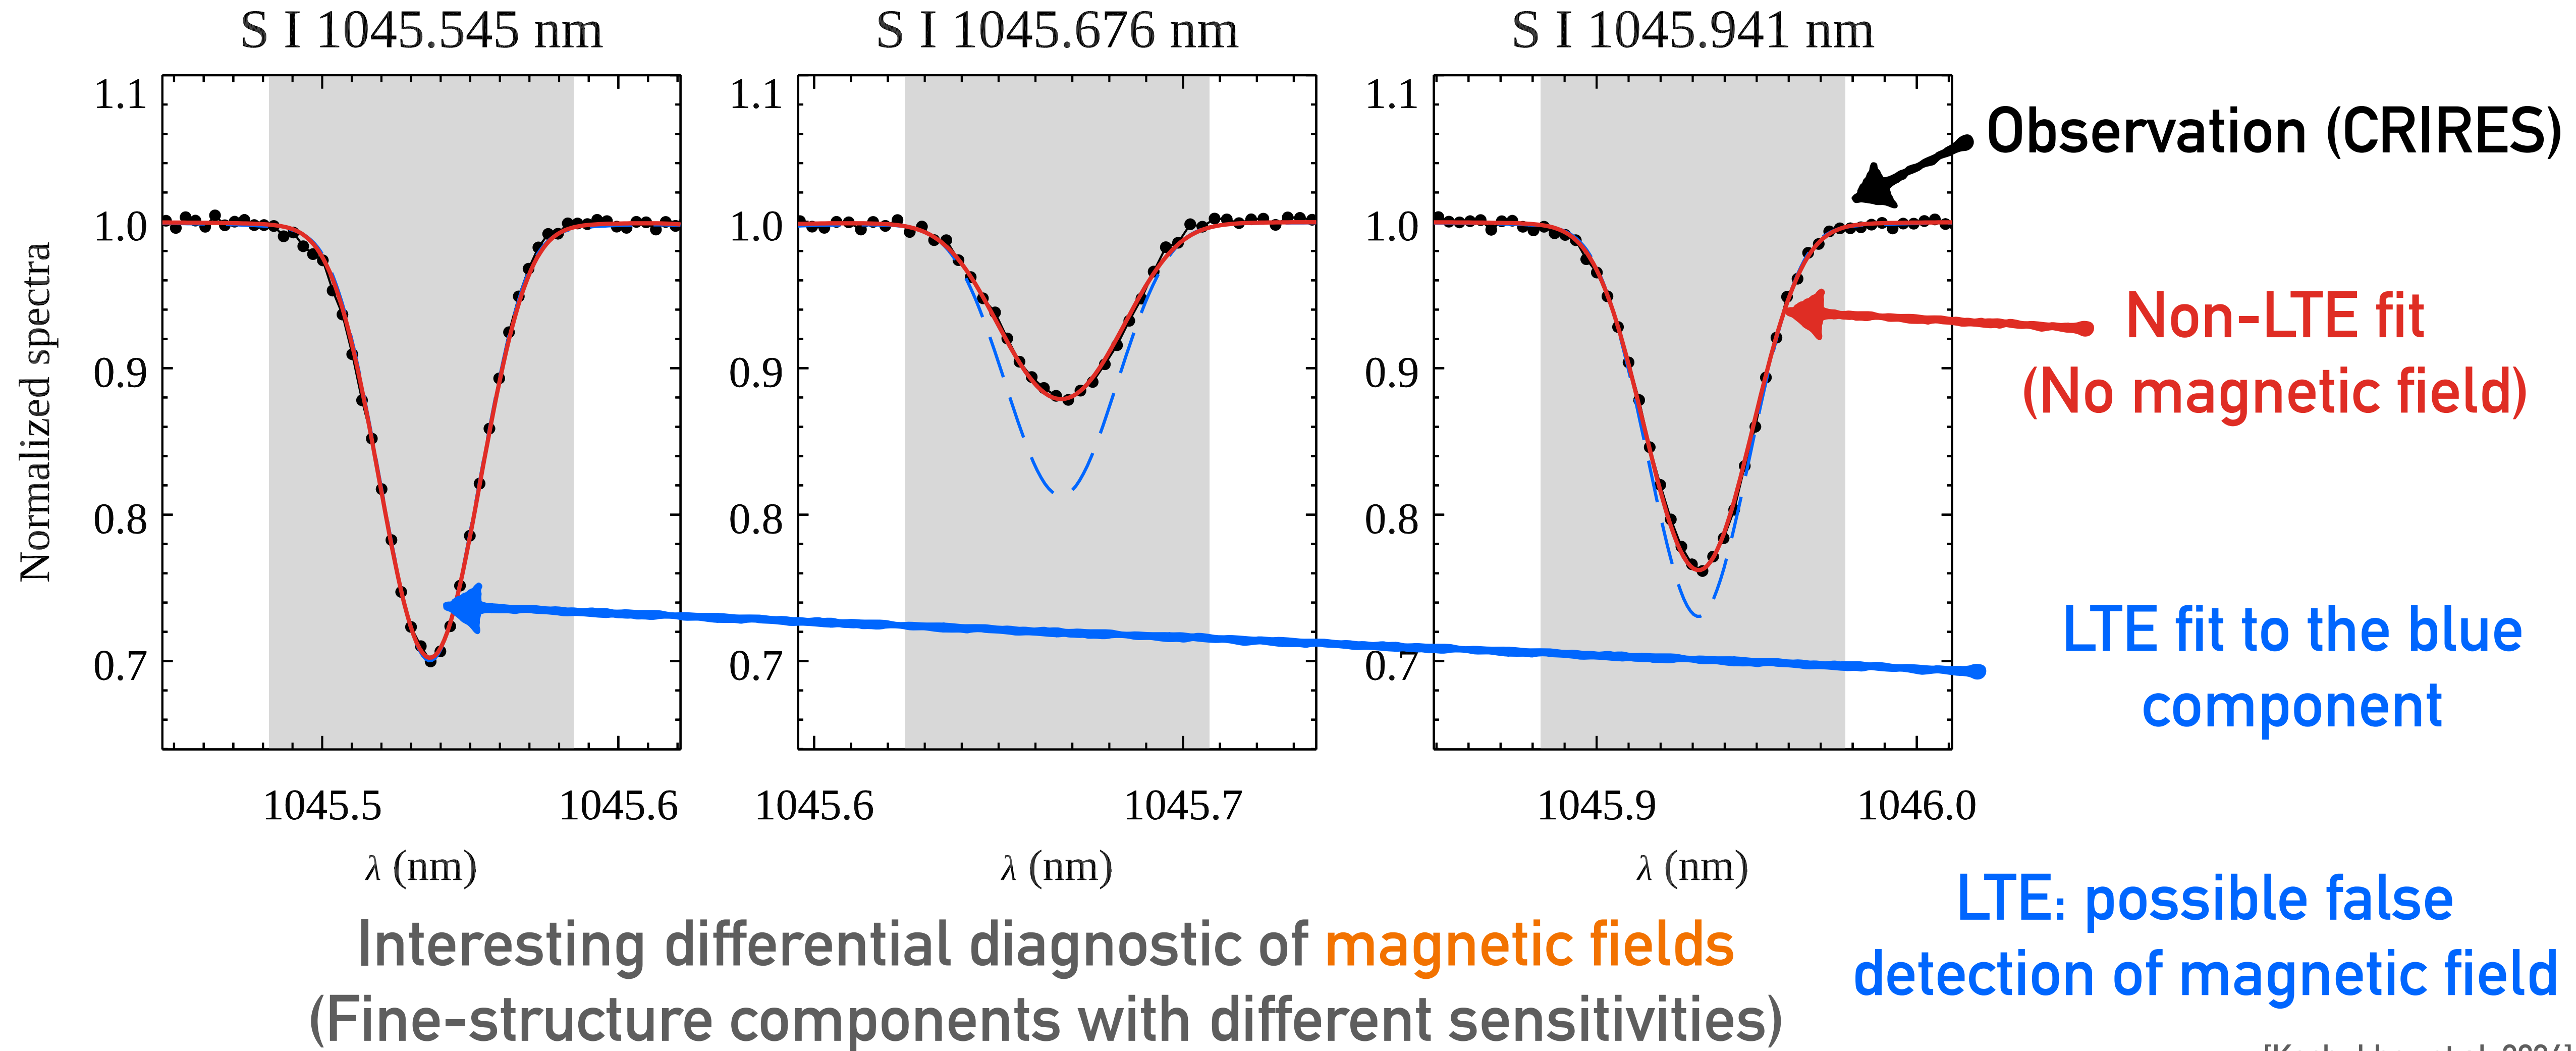 S I 1045.545 nm
S I 1045.676 nm
S I 1045.941 nm
1.1
1.0
0.9
0.8
0.7
1.1
1.0
0.9
0.8
0.7
1.1
1.0
0.9
0.8
0.7
Normalized spectra
1045.5 1045.6
1045.6 1045.7
1045.9 1046.0
λ (nm)
λ (nm)
λ (nm)
Observation (CRIRES)
Non-LTE fit
(No magnetic field)
LTE fit to the blue
component
LTE: possible false
detection of magnetic field
Interesting differential diagnostic of magnetic fields
(Fine-structure components with different sensitivities)